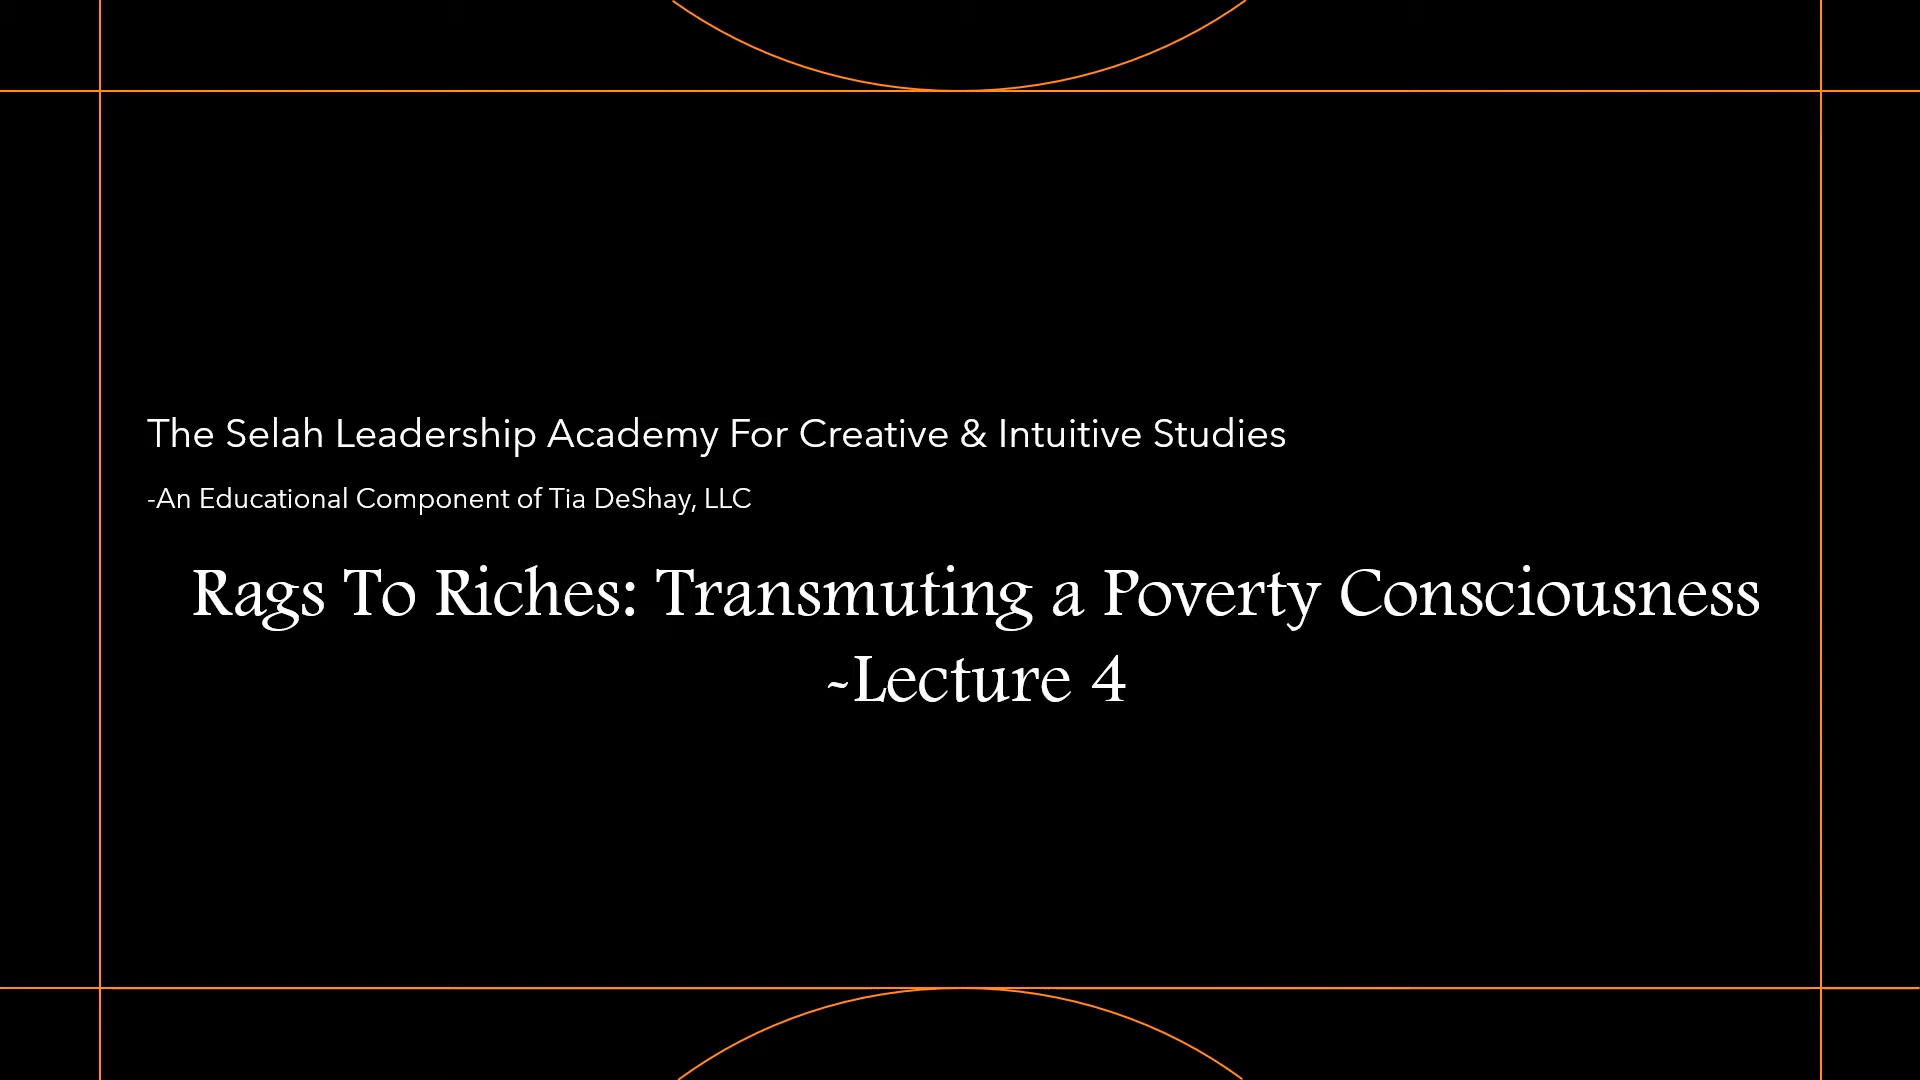 The Selah Leadership Academy For Creative & Intuitive Studies
-An Educational Component of Tia DeShay, LLC
Rags To Riches: Transmuting a Poverty Consciousness
~Lecture 4